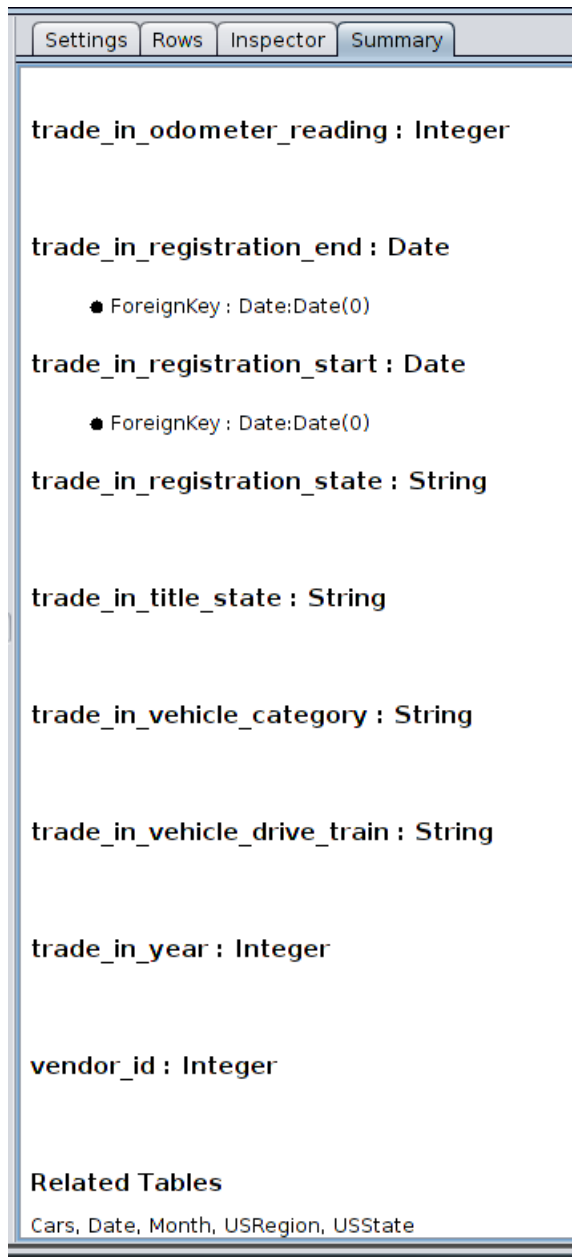 Settings Rows Inspector Summary
trade_in_odometer_reading : Integer
trade_in_registration_end : Date
ForeignKey : Date:Date(0)
trade_in_registration_start : Date
ForeignKey : Date:Date(0)
trade_in_registration_state : String
trade_in_title_state : String
trade_in_vehicle_category : String
trade_in_vehicle_drive_train : String
trade_in_year : Integer
vendor_id : Integer
Related Tables
Cars, Date, Month, USRegion, USState